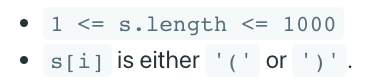 • 1 <= s.length <= 1000
• s[i] is either '(' or ')'.